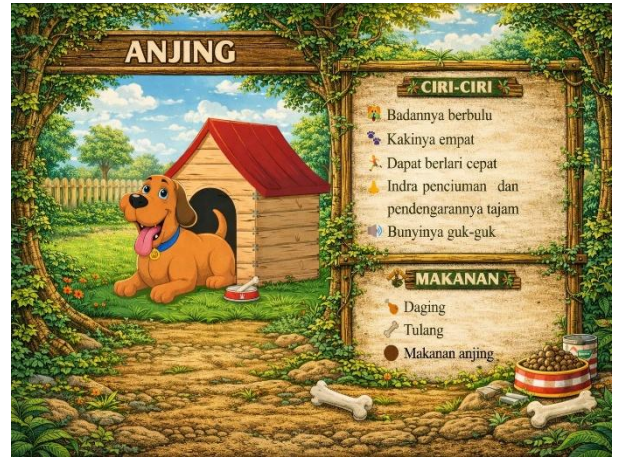 ANJING
CIRI-CIRI
Badannya berbulu
Kakinya empat
Dapat berlari cepat
Indra penciuman dan
pendengarannya tajam
Bunyinya guk-guk
MAKANAN
Daging
Tulang
Makanan anjing